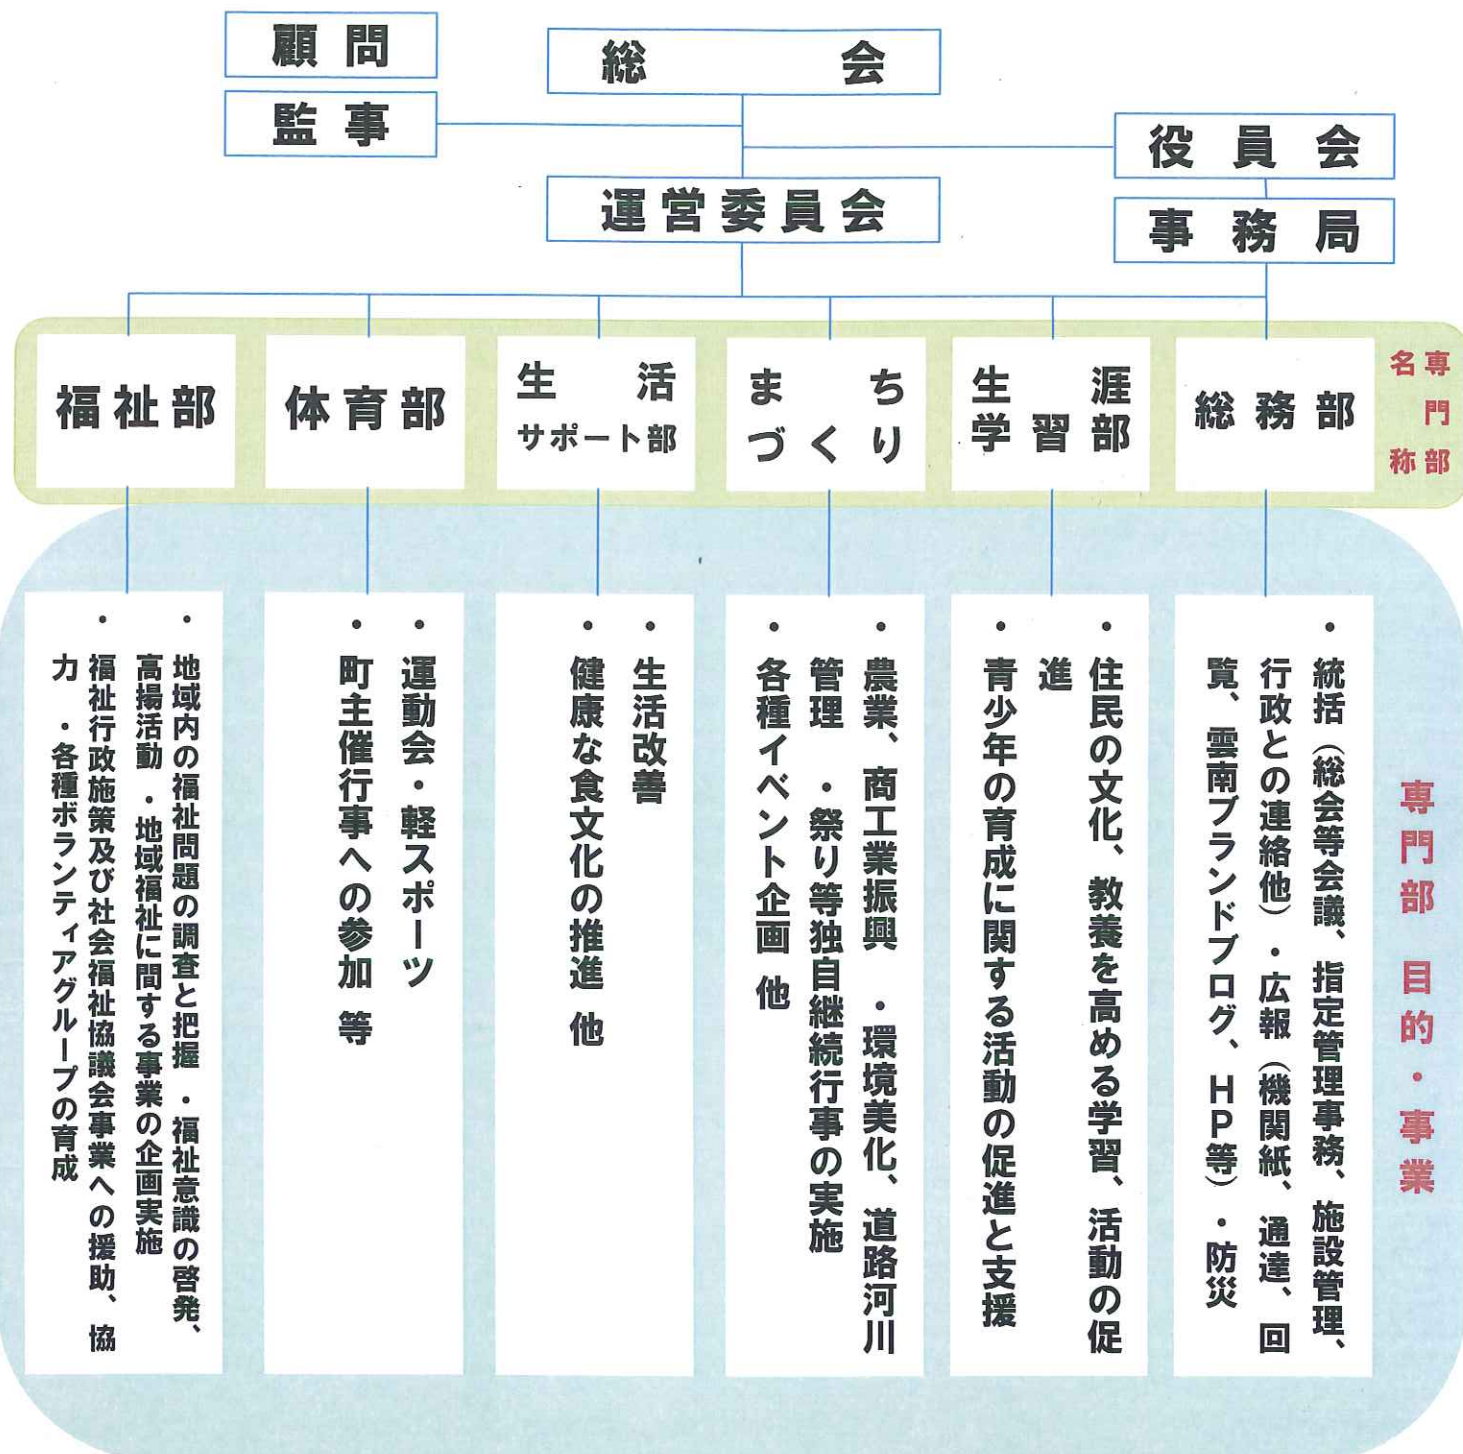 顧問
総会
監事
役員会
運営委員会
事務局
専門部
名称
総務部
生涯
学習部
まち
づくり
生活
サポート部
体育部
福祉部
専門部 目的・事業
・統括（総会等会議、指定管理事務、施設管理、
行政との連絡他）・広報（機関紙、通達、回
覧、雲南ブランドブログ、ＨＰ等）・防災
・住民の文化、教養を高める学習、活動の促
進
・青少年の育成に関する活動の促進と支援
・農業、商工業振興 ・環境美化、道路河川
管理 ・祭り等独自継続行事の実施
・各種イベント企画 他
・生活改善
・健康な食文化の推進 他
・運動会・軽スポーツ
・町主催行事への参加 等
・地域内の福祉問題の調査と把握 ・福祉意識の啓発、
高揚活動 ・地域福祉に間する事業の企画実施
・福祉行政施策及び社会福祉協議会事業への援助、協
力 ・各種ボランティアグループの育成